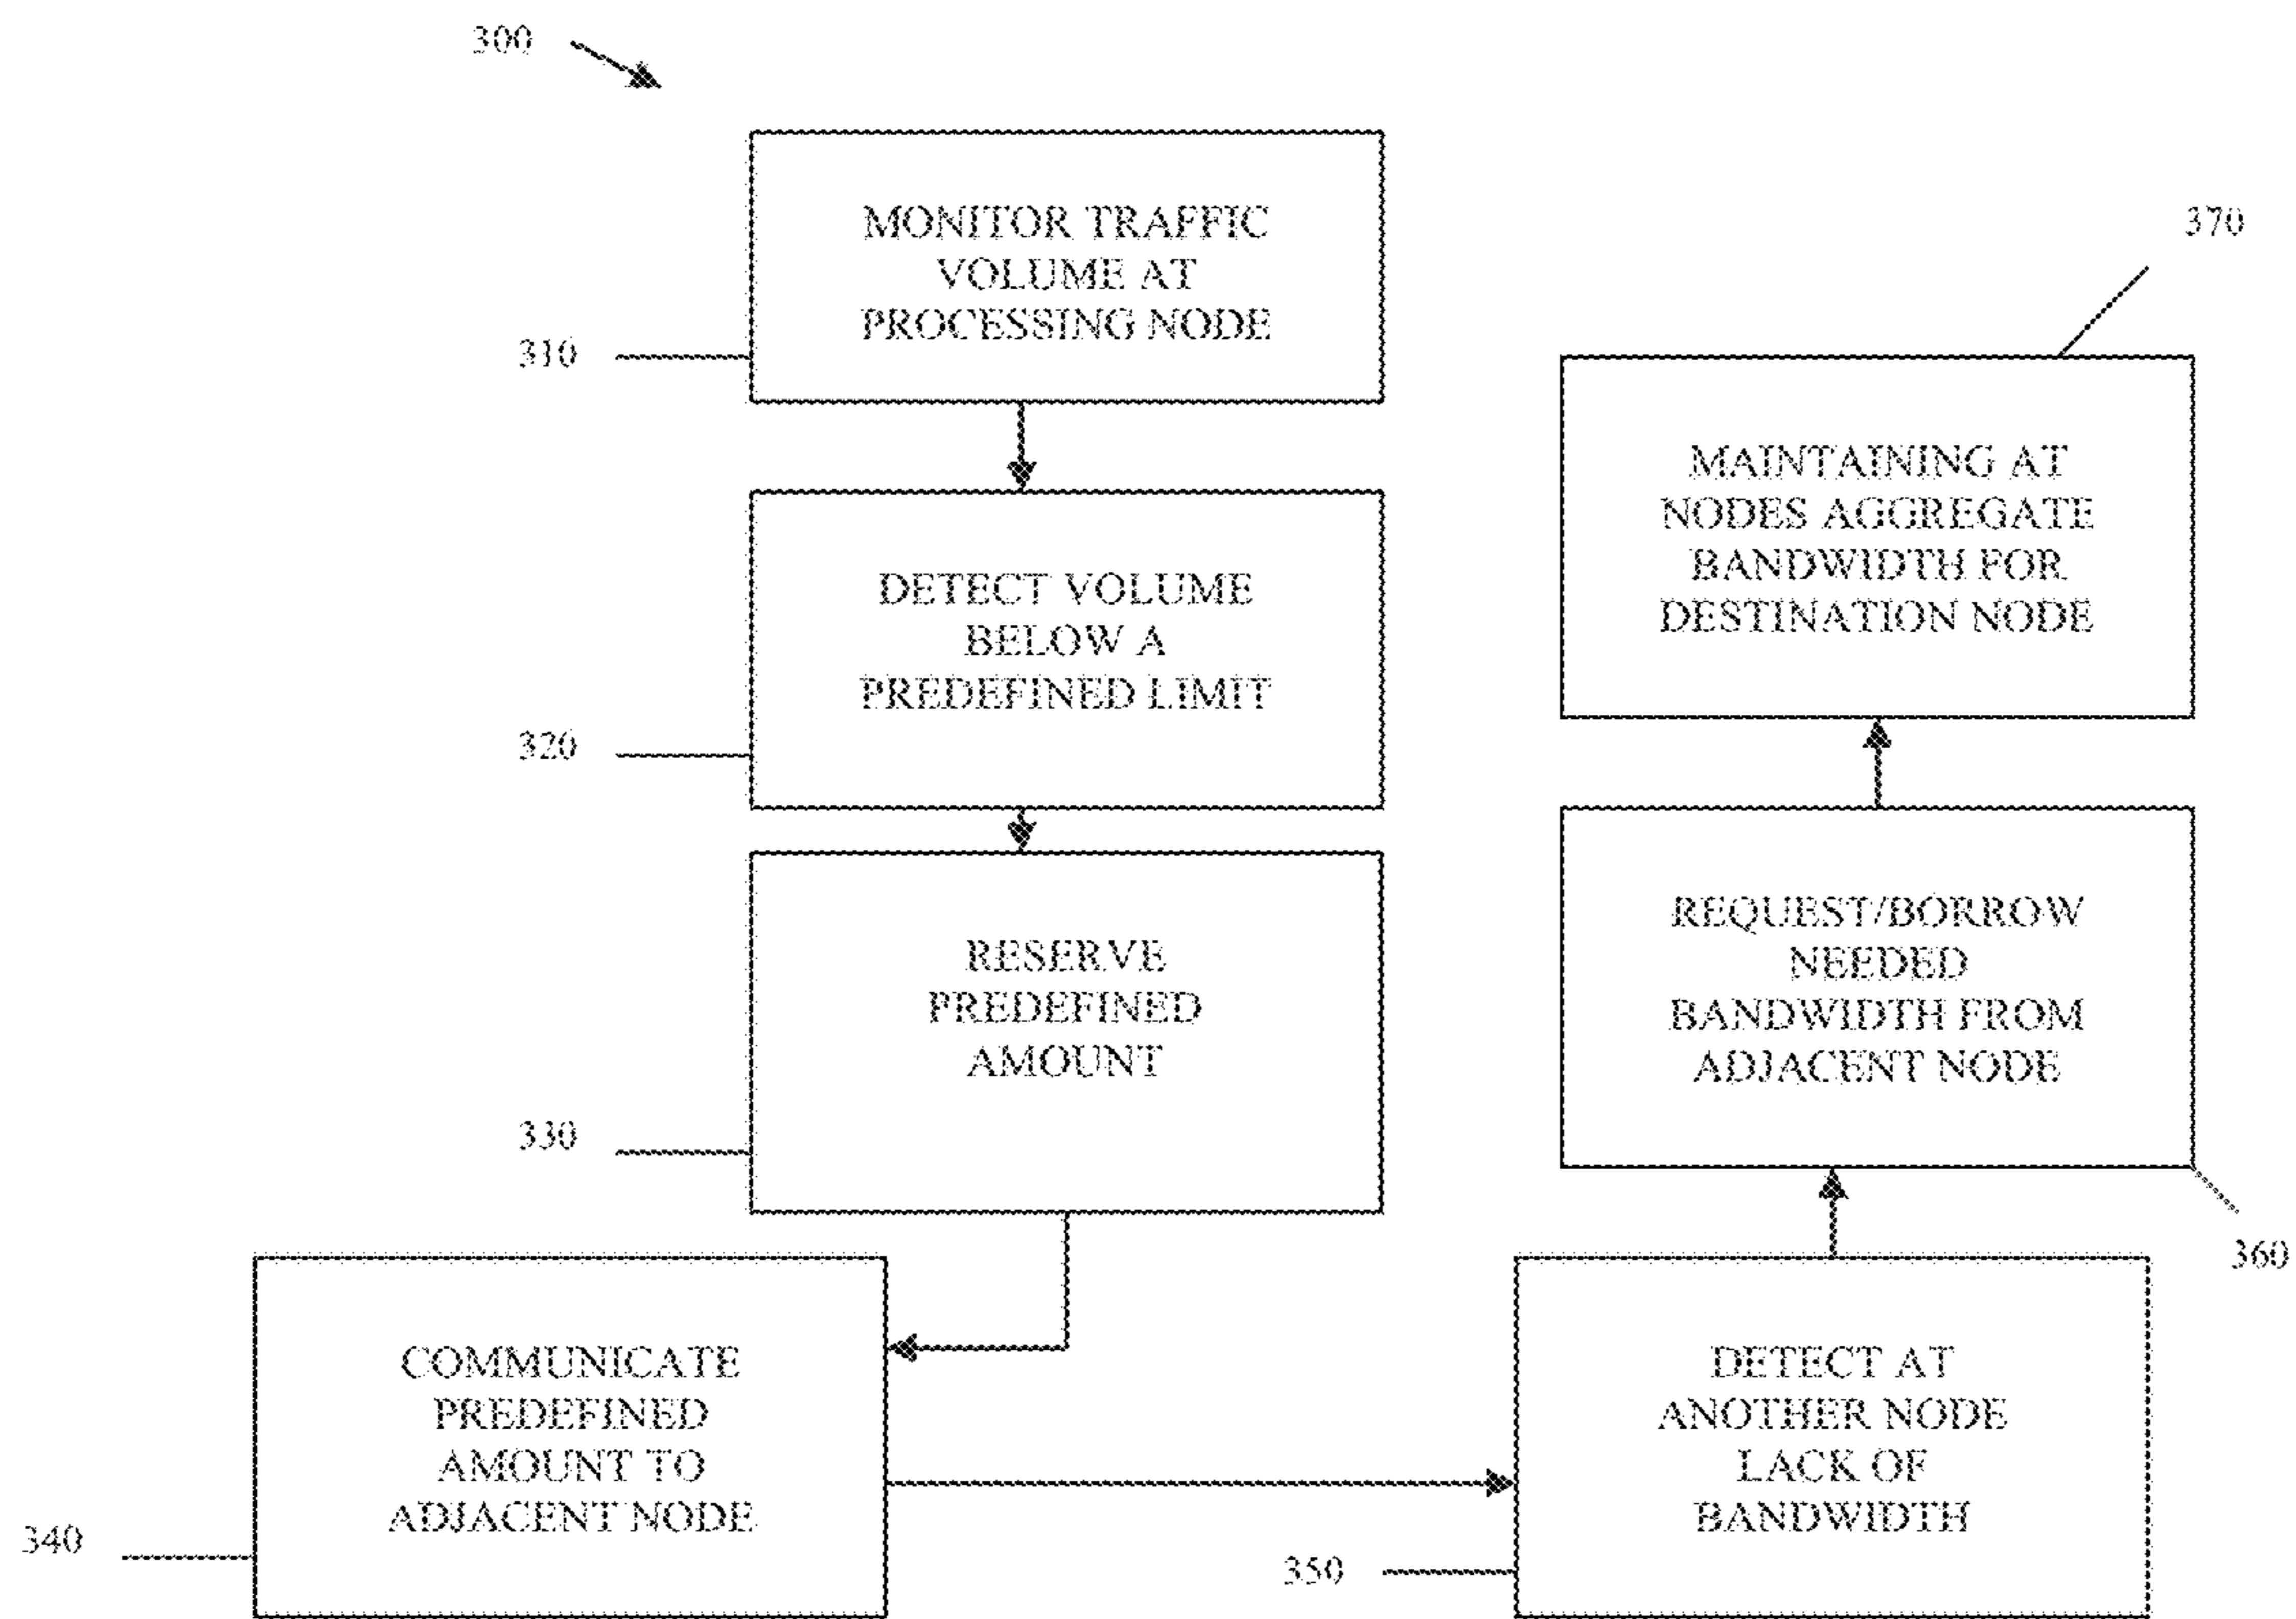 300
MONITOR TRAFFIC
VOLUME AT
PROCESSING NODE
310
DETECT VOLUME
BELOW A
PREDEFINED LIMIT
320
RESERVE
PREDEFINED
AMOUNT
330
COMMUNICATE
PREDEFINED
AMOUNT TO
ADJACENT NODE
340
DETECT AT
ANOTHER NODE
LACK OF
BANDWIDTH
350
REQUEST/BORROW
NEEDED
BANDWIDTH FROM
ADJACENT NODE
360
MAINTAINING AT
NODES AGGREGATE
BANDWIDTH FOR
DESTINATION NODE
370